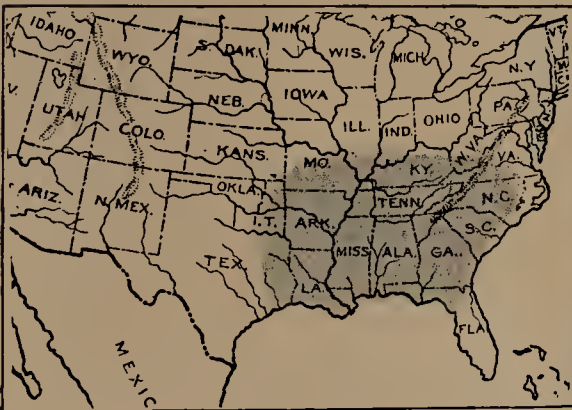 IDAHO
WYO.
S. DAK.
MINN.
WIS.
MICH.
N.Y
VT.
V.
UTAH
COLO.
NEB.
IOWA
ILL.
IND.
OHIO
PA.
W. VA.
VA.
KANS.
MO.
KY.
ARIZ.
N. MEX.
OKLA.
I.T.
ARK.
TENN.
N.C.
S.C.
TEX.
LA.
MISS
ALA.
GA.
FLA
MEXIC